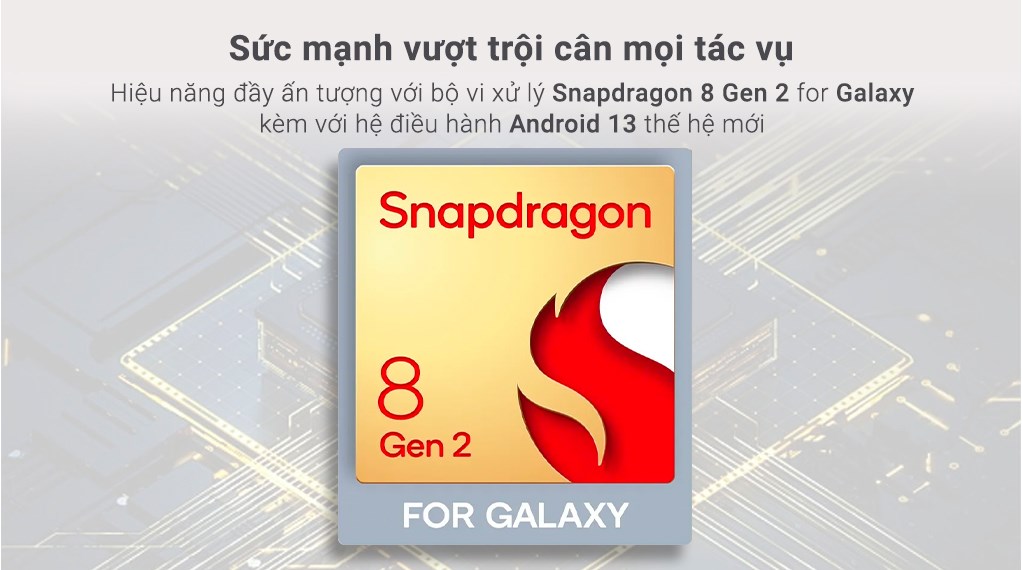 Sức mạnh vượt trội cân mọi tác vụ
Hiệu năng đầy ấn tượng với bộ vi xử lý Snapdragon 8 Gen 2 for Galaxy
kèm với hệ điều hành Android 13 thế hệ mới
Snapdragon
8
Gen 2
FOR GALAXY